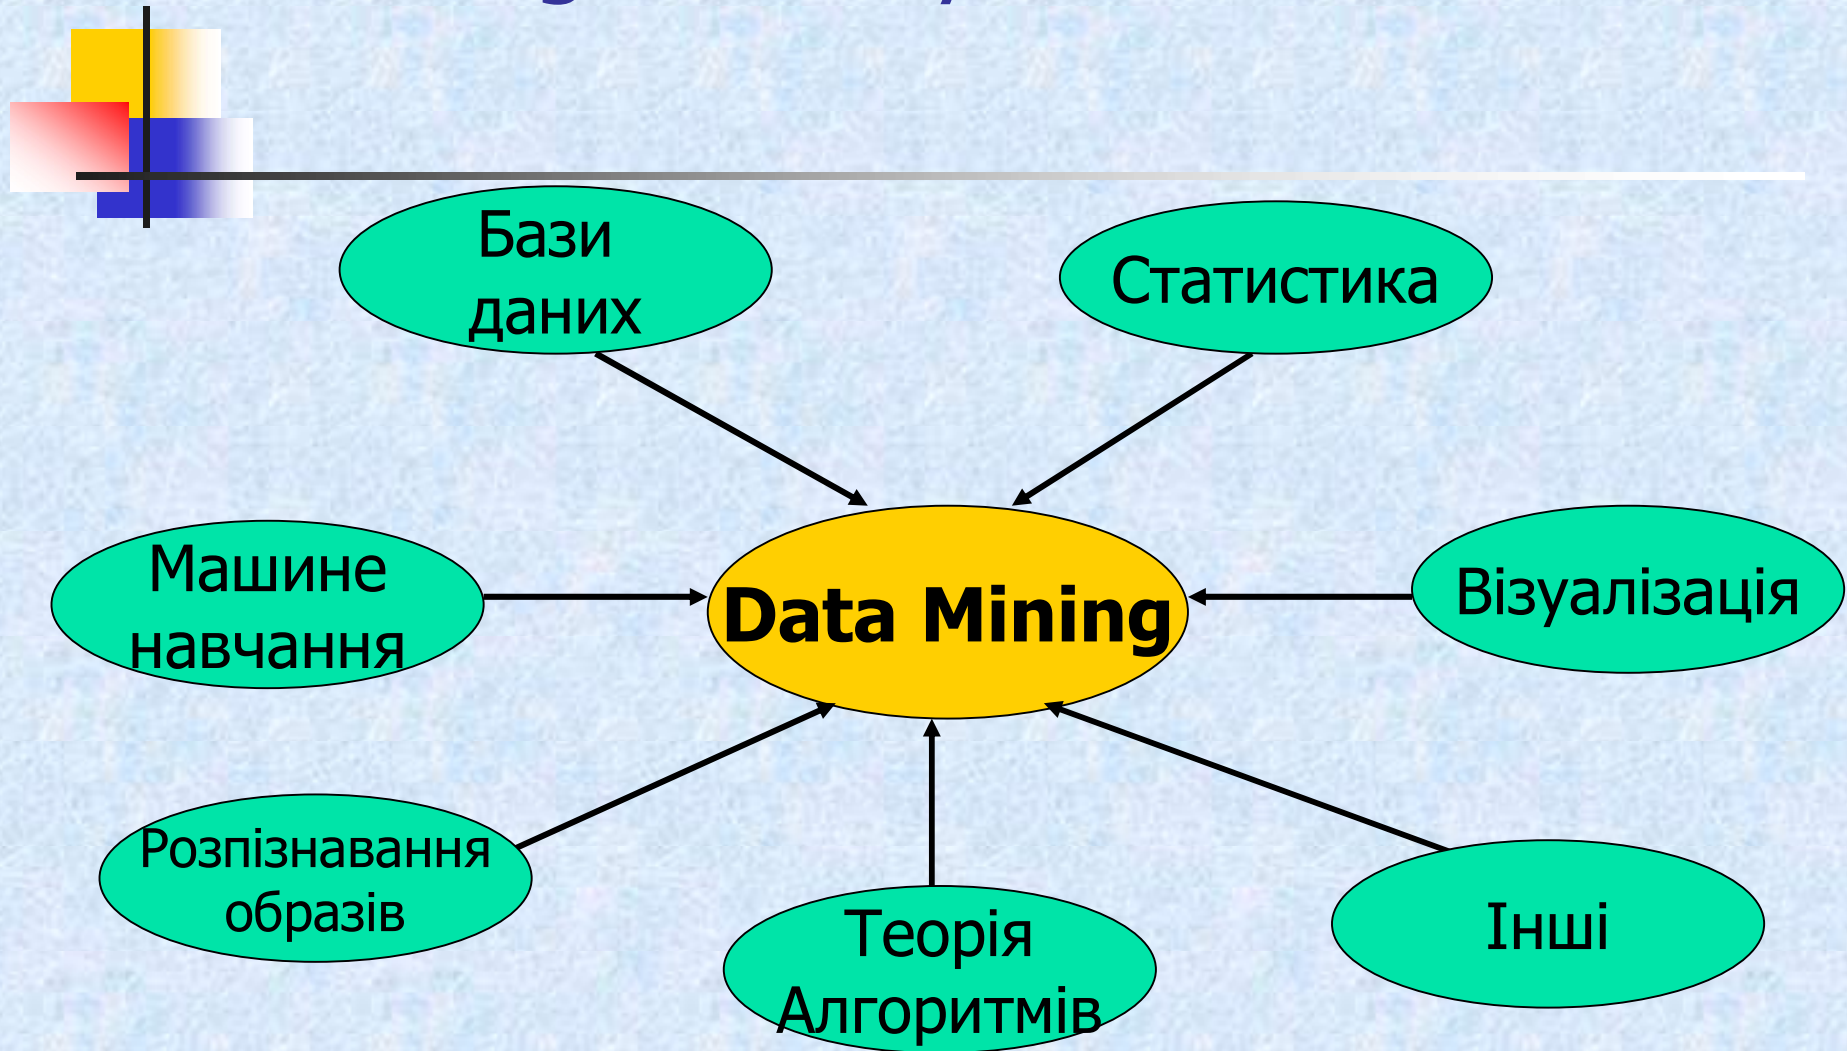 Бази
даних
Статистика
Машине
навчання
Data Mining
Візуалізація
Розпізнавання
образів
Теорія
Алгоритмів
Інші